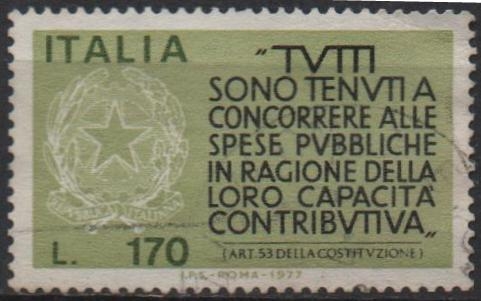 ITALIA
„TVTTI
SONO TENVTI A
CONCORRERE ALLE
SPESE PVBBLICHE
IN RAGIONE DELLA
LORO CAPACITÀ
CONTRIBVTIVA„
(ART. 53 DELLA COSTITVZIONE)
L. 170
I.P.S.-ROMA-1977